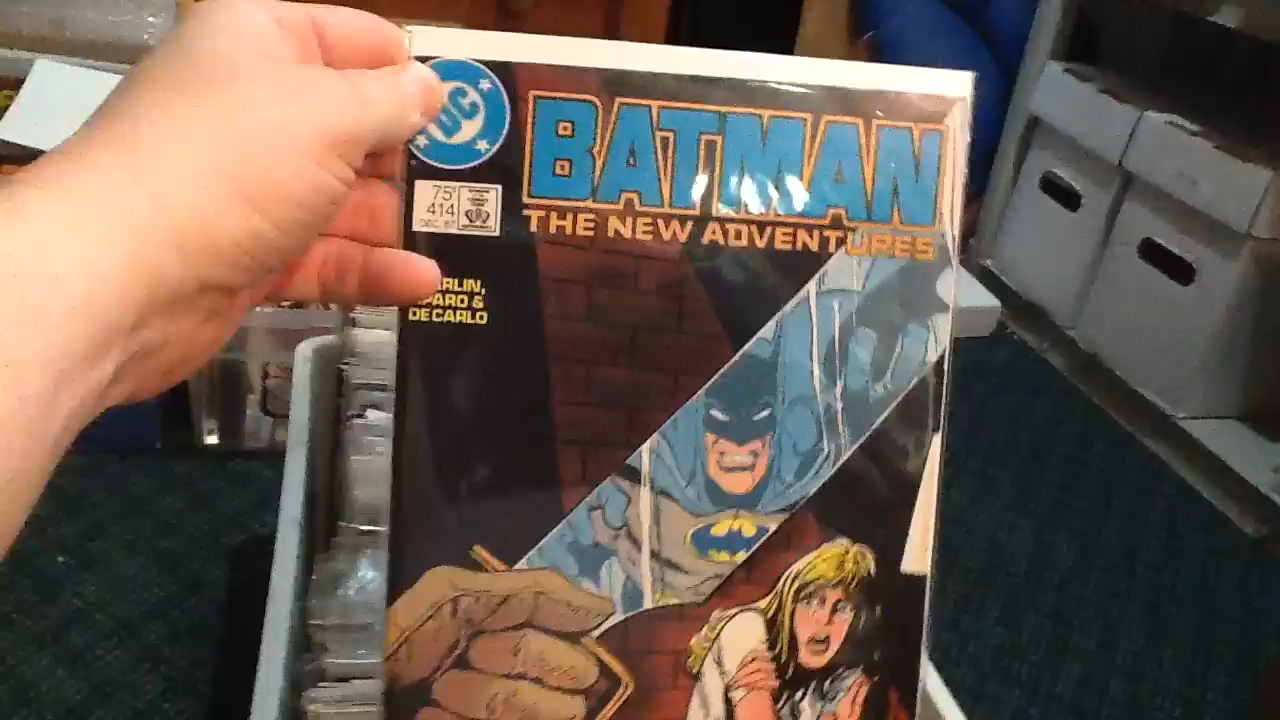 DC
BATMAN
THE NEW ADVENTURES
75¢
414
DEC. 87
RLIN,
PARO &
DECARLO